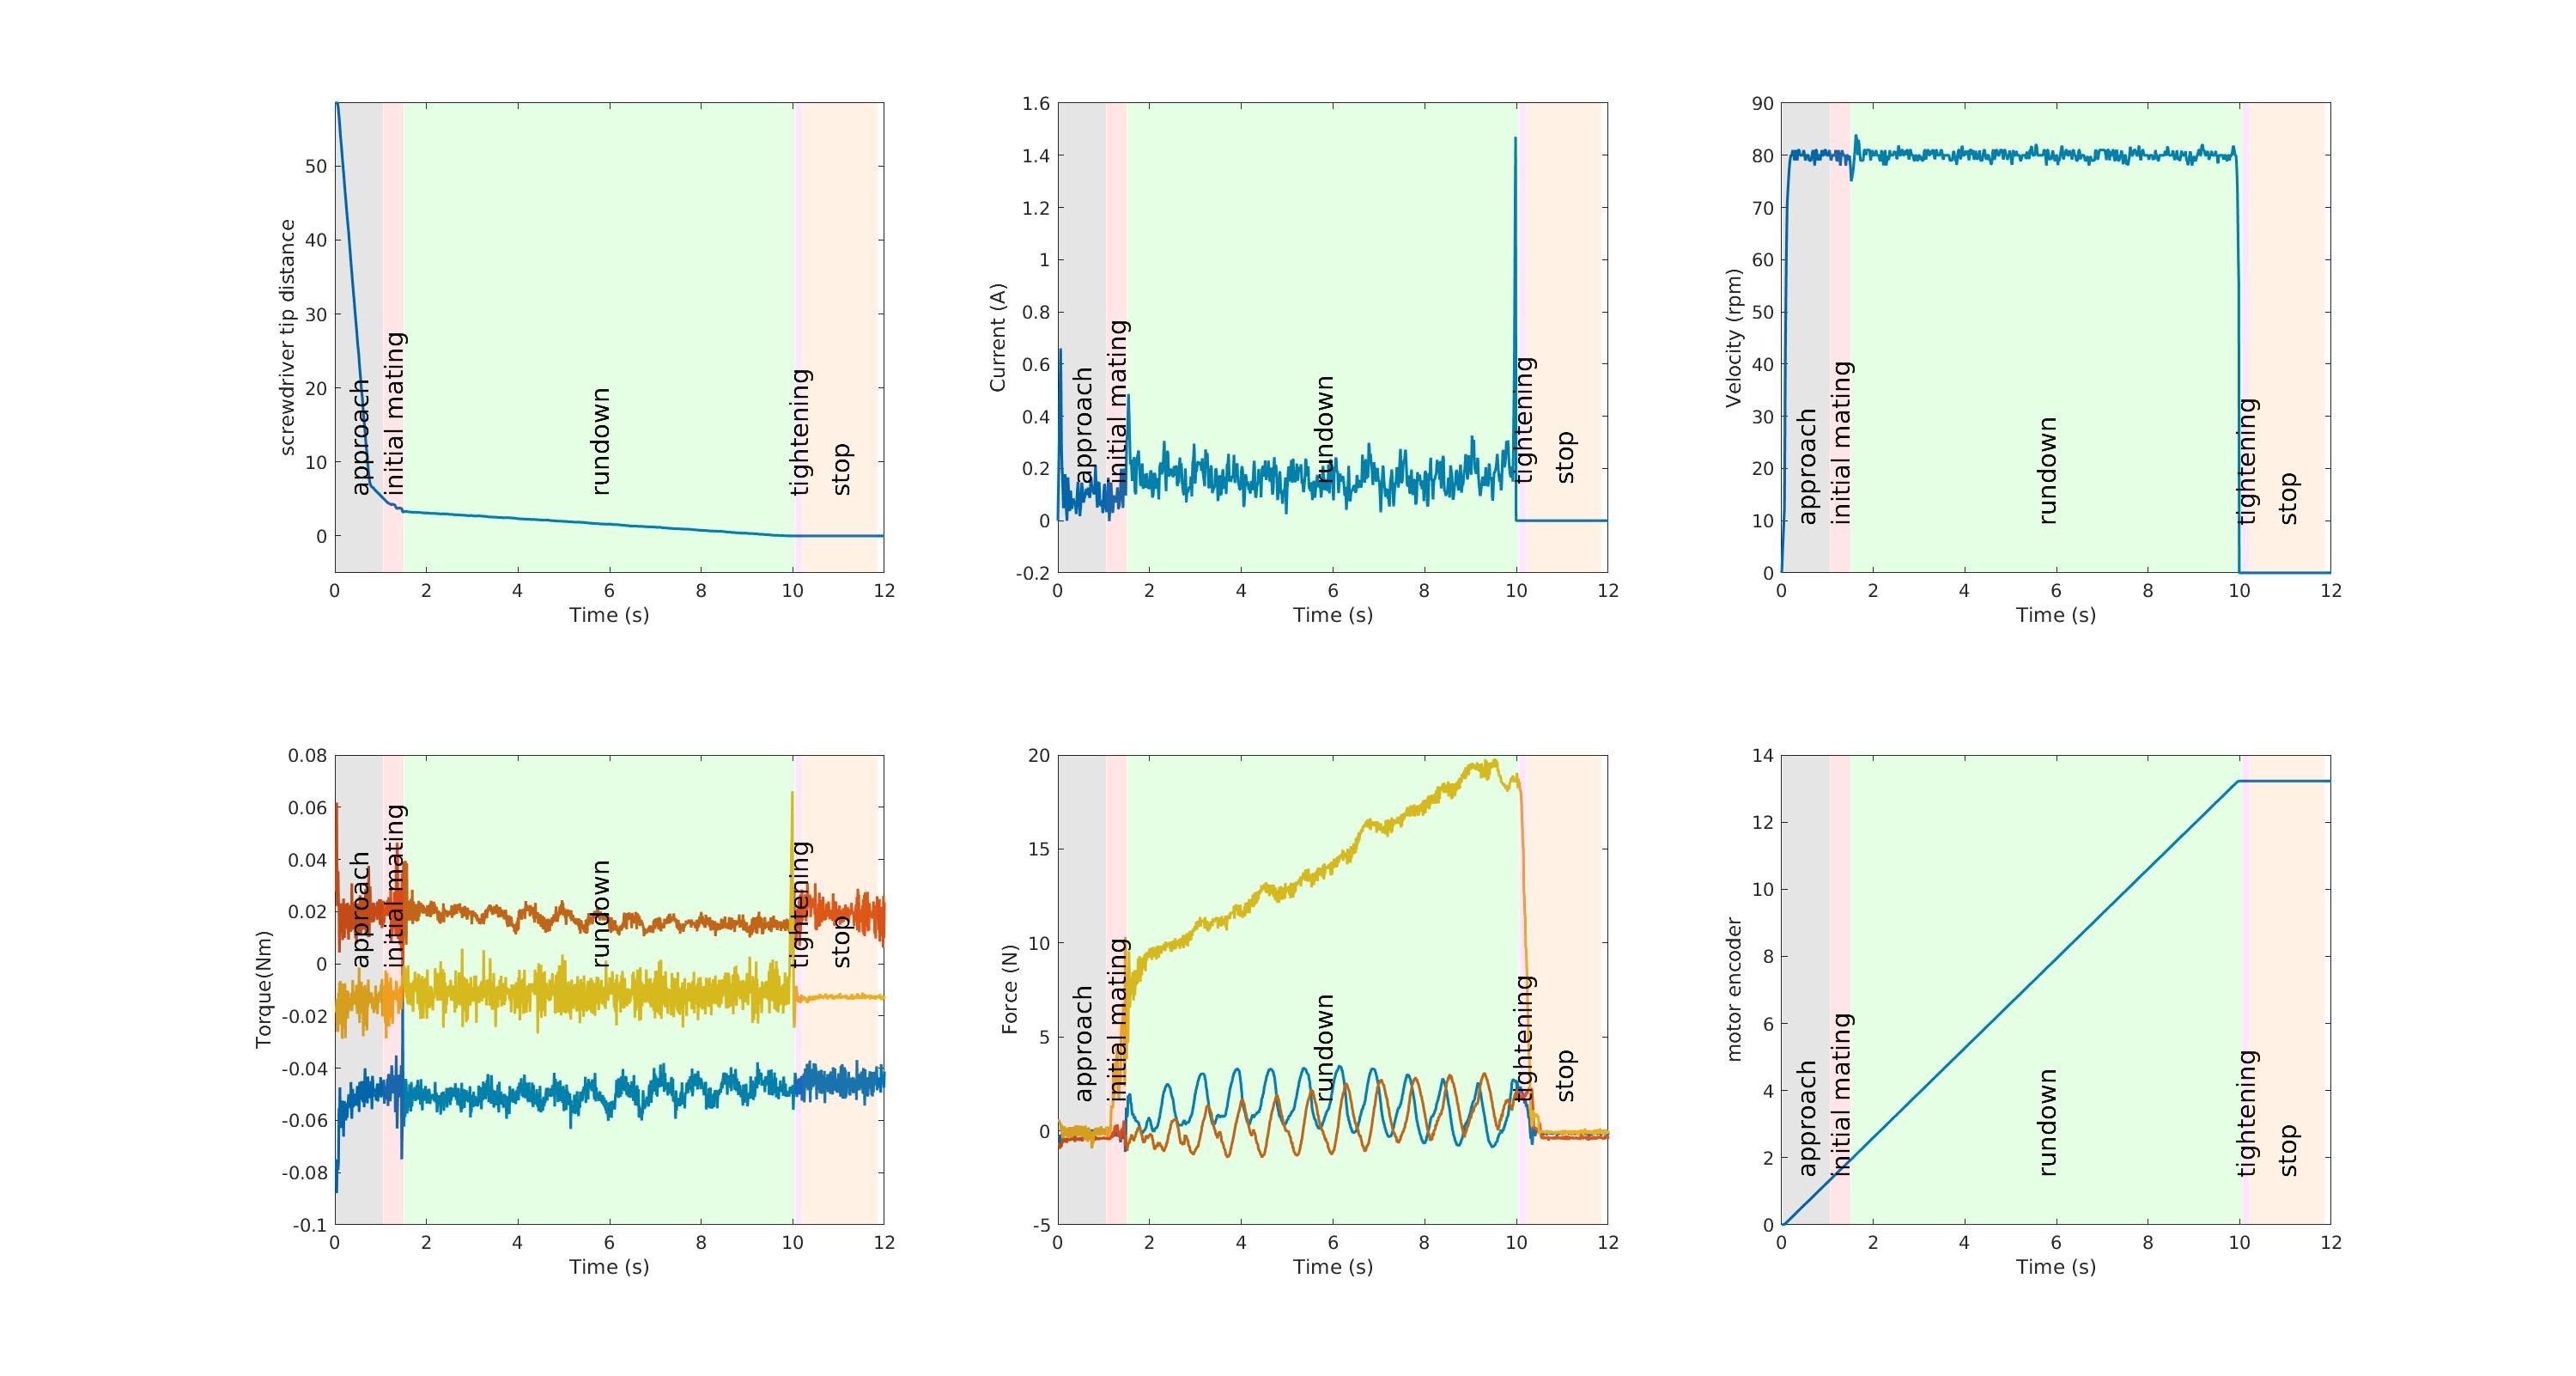 screwdriver tip distance
50
40
30
20
10
0
approach
initial mating
rundown
tightening
stop
0 2 4 6 8 10 12
Time (s)
Current (A)
1.6
1.4
1.2
1
0.8
0.6
0.4
0.2
0
-0.2
approach
initial mating
rundown
tightening
stop
0 2 4 6 8 10 12
Time (s)
Velocity (rpm)
90
80
70
60
50
40
30
20
10
0
approach
initial mating
rundown
tightening
stop
0 2 4 6 8 10 12
Time (s)
Torque(Nm)
0.08
0.06
0.04
0.02
0
-0.02
-0.04
-0.06
-0.08
-0.1
approach
initial mating
rundown
tightening
stop
0 2 4 6 8 10 12
Time (s)
Force (N)
20
15
10
5
0
-5
approach
initial mating
rundown
tightening
stop
0 2 4 6 8 10 12
Time (s)
motor encoder
14
12
10
8
6
4
2
0
approach
initial mating
rundown
tightening
stop
0 2 4 6 8 10 12
Time (s)